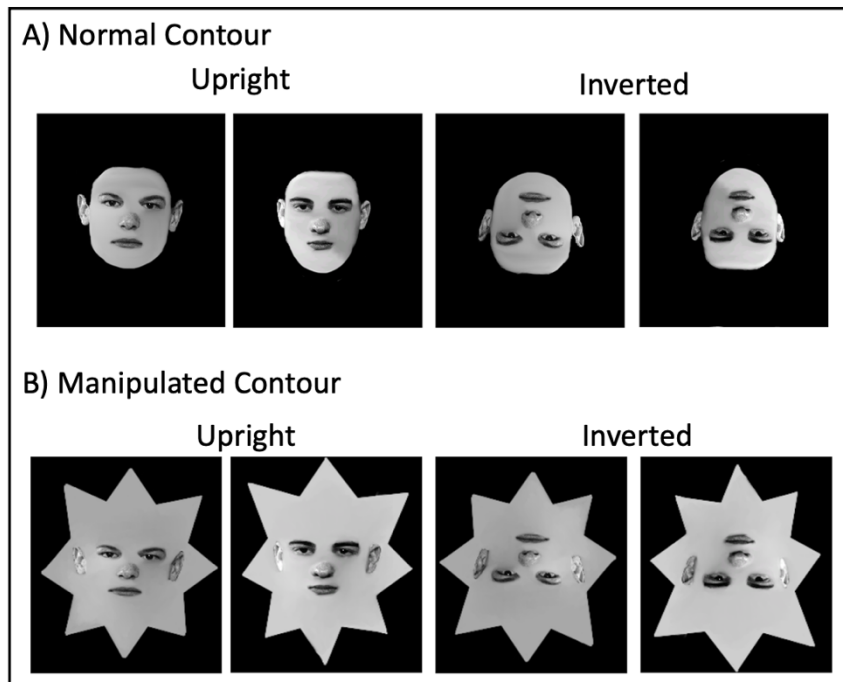 A) Normal Contour
Upright Inverted
B) Manipulated Contour
Upright Inverted